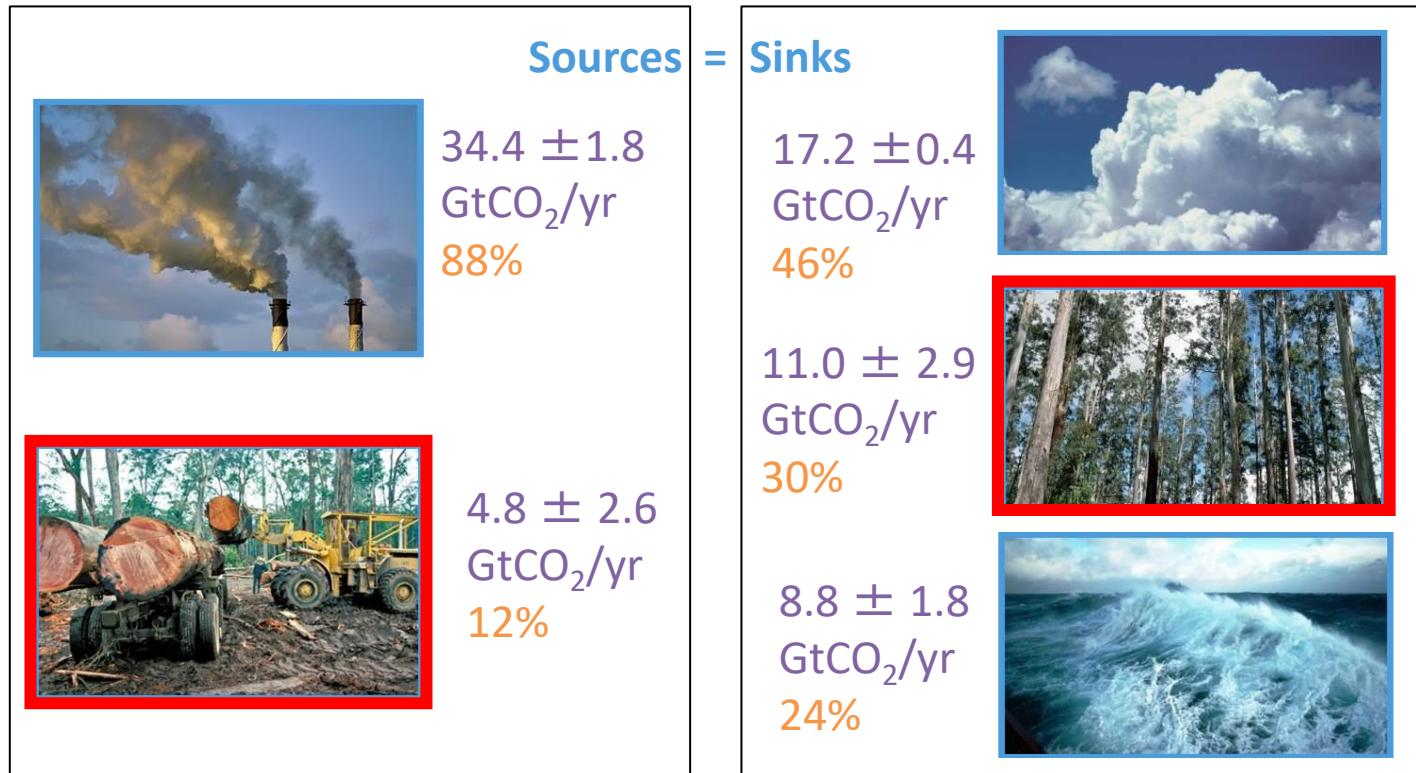 Sources = Sinks
34.4 ±1.8
GtCO₂/yr
88%
4.8 ± 2.6
GtCO₂/yr
12%
17.2 ±0.4
GtCO₂/yr
46%
11.0 ± 2.9
GtCO₂/yr
30%
8.8 ± 1.8
GtCO₂/yr
24%